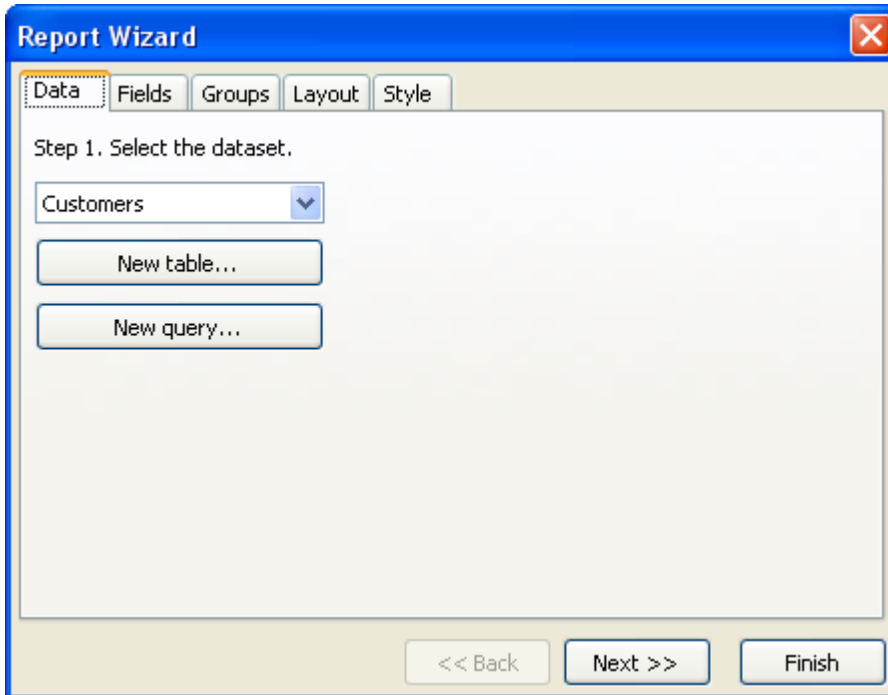 Report Wizard
Data Fields Groups Layout Style
Step 1. Select the dataset.
Customers
New table...
New query...
<< Back Next >> Finish